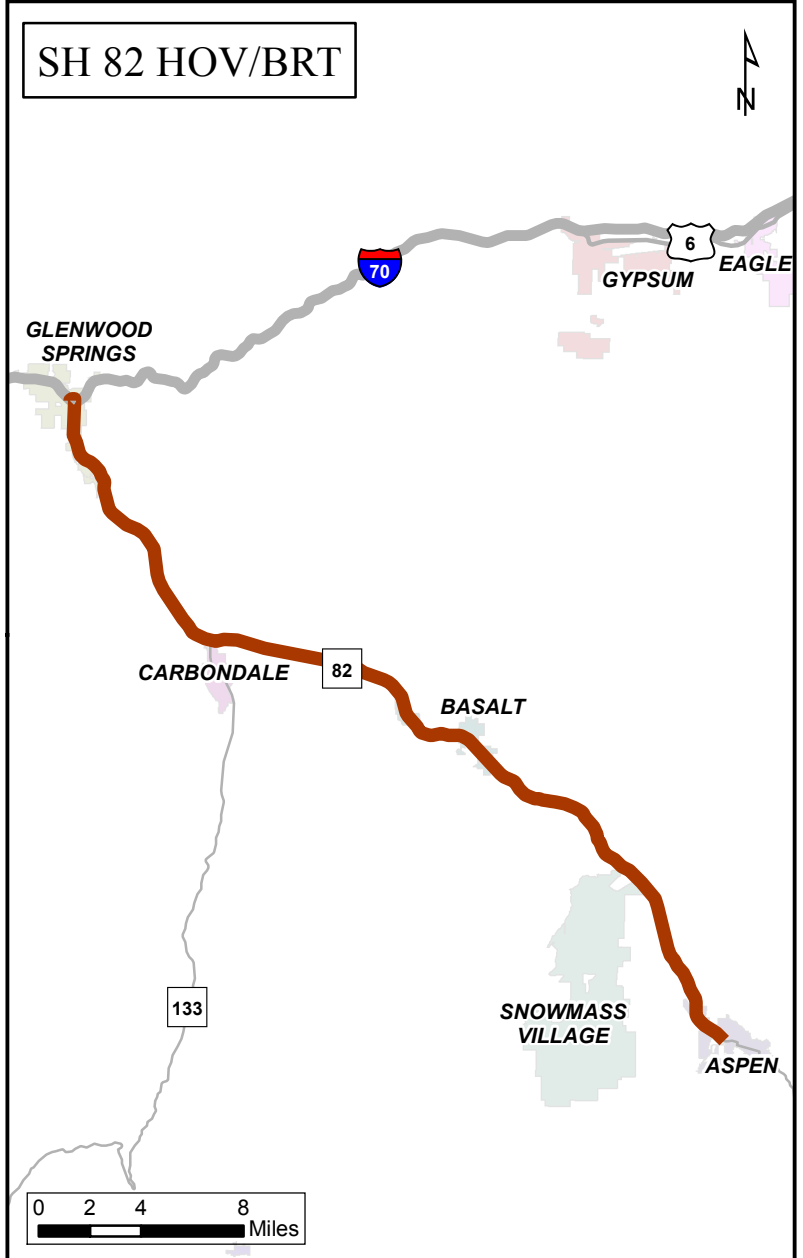 SH 82 HOV/BRT
N
6
EAGLE
70
GYPSUM
GLENWOOD
SPRINGS
CARBONDALE
82
BASALT
133
SNOWMASS
VILLAGE
ASPEN
0 2 4 8
Miles